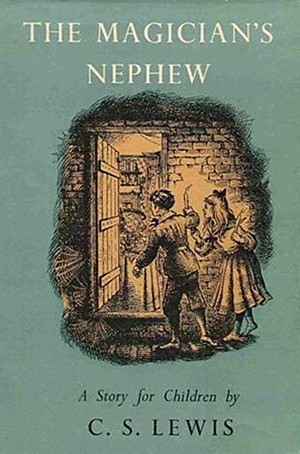 THE MAGICIAN'S
NEPHEW
A Story for Children by
C. S. LEWIS